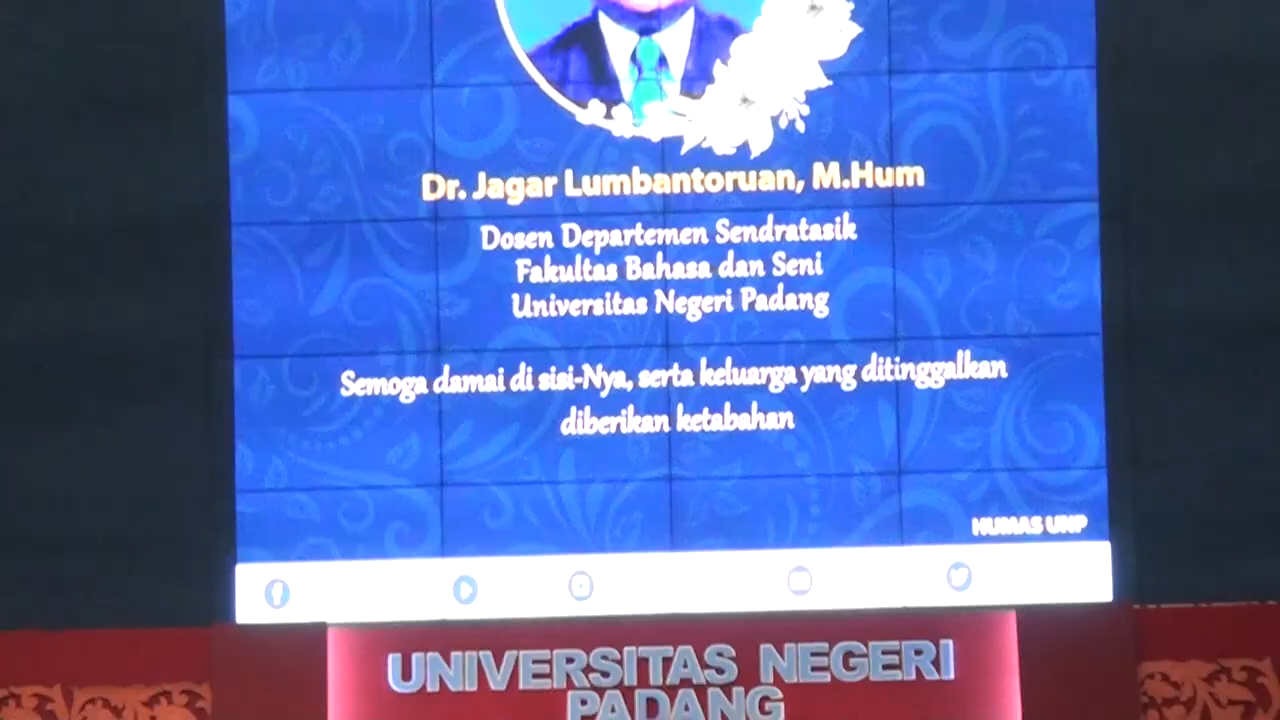 Dr. Jagar Lumbantoruan, M.Hum
Dosen Departemen Sendratasik
Fakultas Bahasa dan Seni
Universitas Negeri Padang
Semoga damai di sisi-Nya, serta keluarga yang ditinggalkan
diberikan ketabahan
HUMAS UNP
UNIVERSITAS NEGERI
PADANG